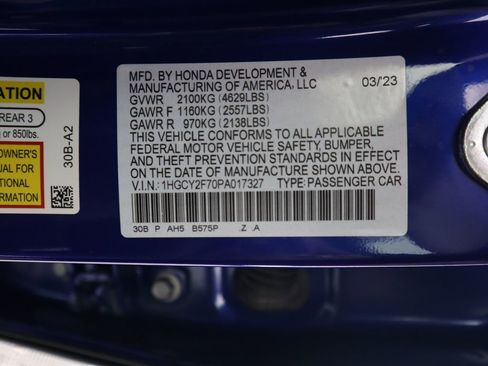 ATION
REAR 3
g or 850lbs.
NER'S
UAL FOR
TIONAL
RMATION
30B-A2
MFD. BY HONDA DEVELOPMENT &
MANUFACTURING OF AMERICA, LLC 03/23
GVWR 2100KG (4629LBS)
GAWR F 1160KG (2557LBS)
GAWR R 970KG (2138LBS)
THIS VEHICLE CONFORMS TO ALL APPLICABLE
FEDERAL MOTOR VEHICLE SAFETY, BUMPER,
AND THEFT PREVENTION STANDARDS IN EFFECT
ON THE DATE OF MANUFACTURE SHOWN ABOVE.
V.I.N.: 1HGCY2F70PA017327 TYPE: PASSENGER CAR
30B P AH5 B575P .Z .A